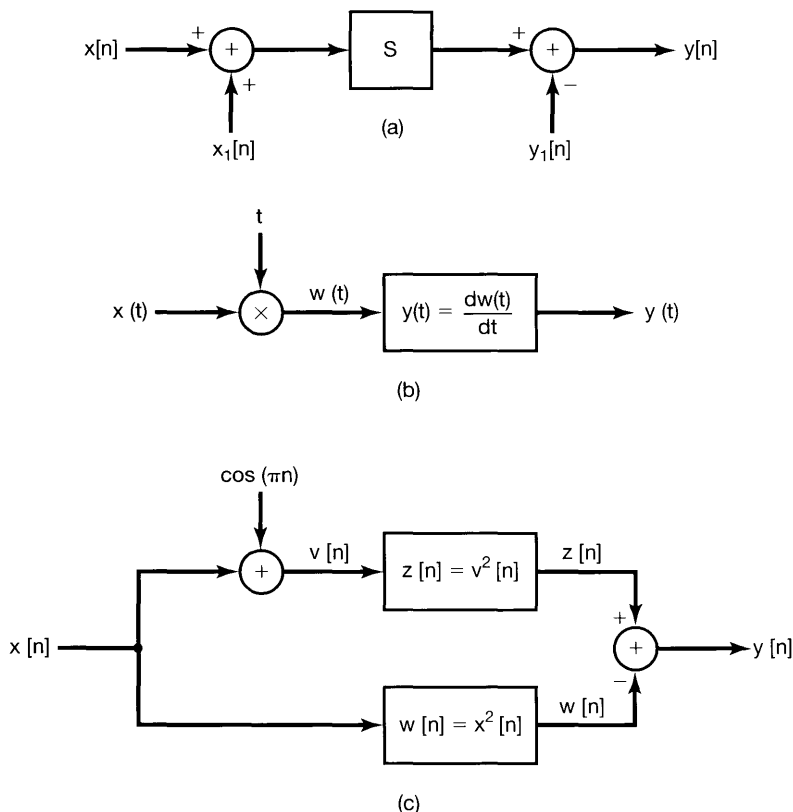 x[n] + + + S + + − y[n]
x₁[n] y₁[n]
(a)
t
x (t) × w (t) y(t) = dw(t)/dt y (t)
(b)
cos (πn)
+ v [n] z [n] = v² [n] z [n]
x [n] + + − y [n]
w [n] = x² [n] w [n]
(c)